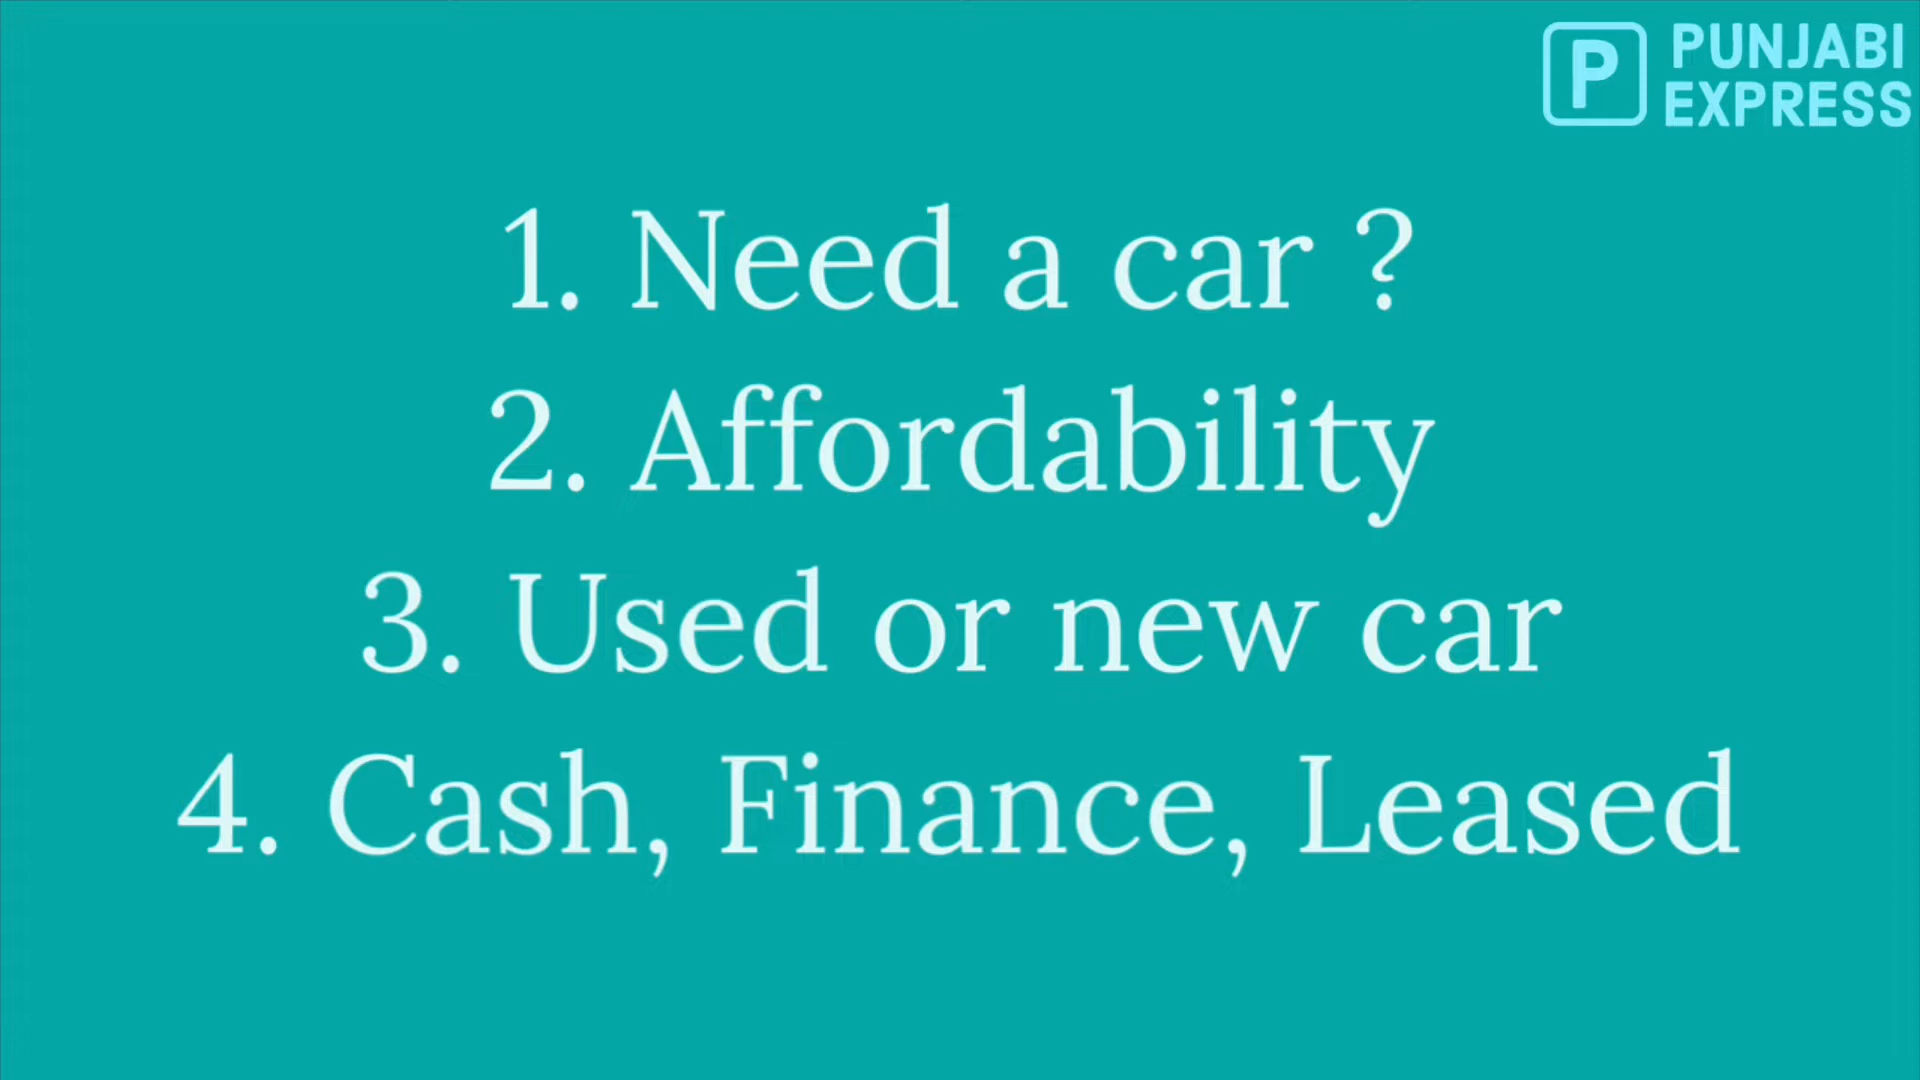 P PUNJABI
EXPRESS
1. Need a car ?
2. Affordability
3. Used or new car
4. Cash, Finance, Leased